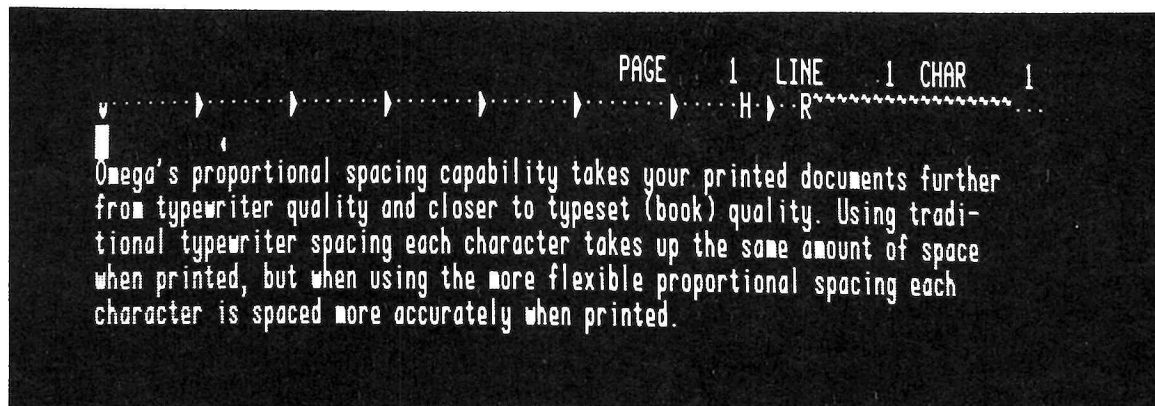 PAGE 1 LINE 1 CHAR 1
H R
Omega's proportional spacing capability takes your printed documents further
from typewriter quality and closer to typeset (book) quality. Using tradi-
tional typewriter spacing each character takes up the same amount of space
when printed, but when using the more flexible proportional spacing each
character is spaced more accurately when printed.